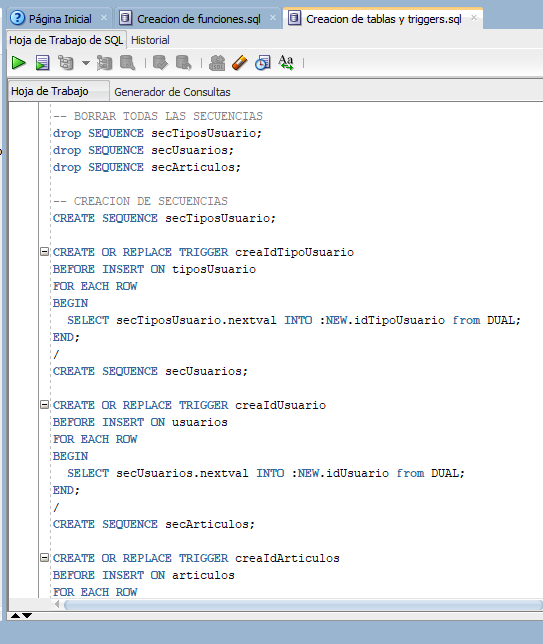 Página Inicial
Creacion de funciones.sql
Creacion de tablas y triggers.sql
Hoja de Trabajo de SQL
Historial
Hoja de Trabajo
Generador de Consultas
-- BORRAR TODAS LAS SECUENCIAS
drop SEQUENCE secTiposUsuario;
drop SEQUENCE secUsuarios;
drop SEQUENCE secArticulos;
-- CREACION DE SECUENCIAS
CREATE SEQUENCE secTiposUsuario;
CREATE OR REPLACE TRIGGER creaIdTipoUsuario
BEFORE INSERT ON tiposUsuario
FOR EACH ROW
BEGIN
SELECT secTiposUsuario.nextval INTO :NEW.idTipoUsuario from DUAL;
END;
/
CREATE SEQUENCE secUsuarios;
CREATE OR REPLACE TRIGGER creaIdUsuario
BEFORE INSERT ON usuarios
FOR EACH ROW
BEGIN
SELECT secUsuarios.nextval INTO :NEW.idUsuario from DUAL;
END;
/
CREATE SEQUENCE secArticulos;
CREATE OR REPLACE TRIGGER creaIdArticulos
BEFORE INSERT ON articulos
FOR EACH ROW